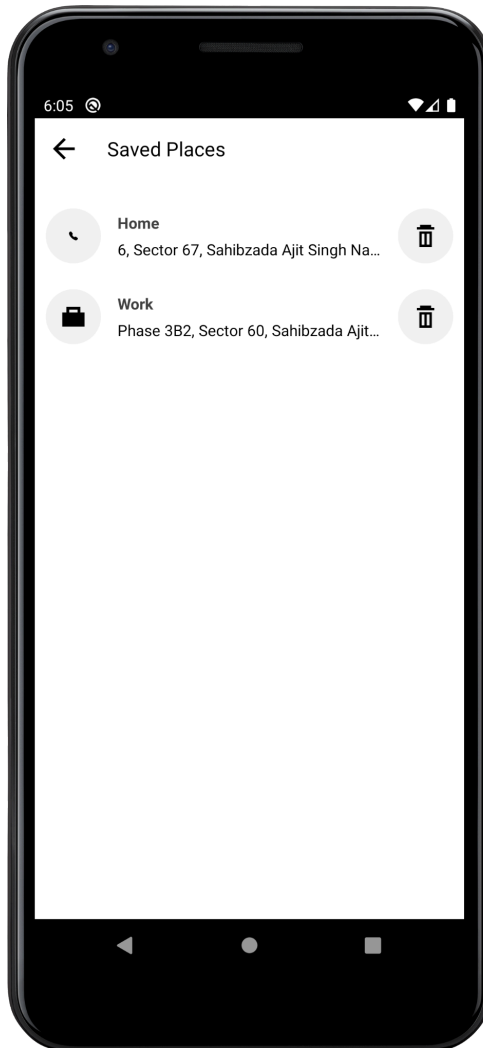 6:05
Saved Places
Home
6, Sector 67, Sahibzada Ajit Singh Na...
Work
Phase 3B2, Sector 60, Sahibzada Ajit...